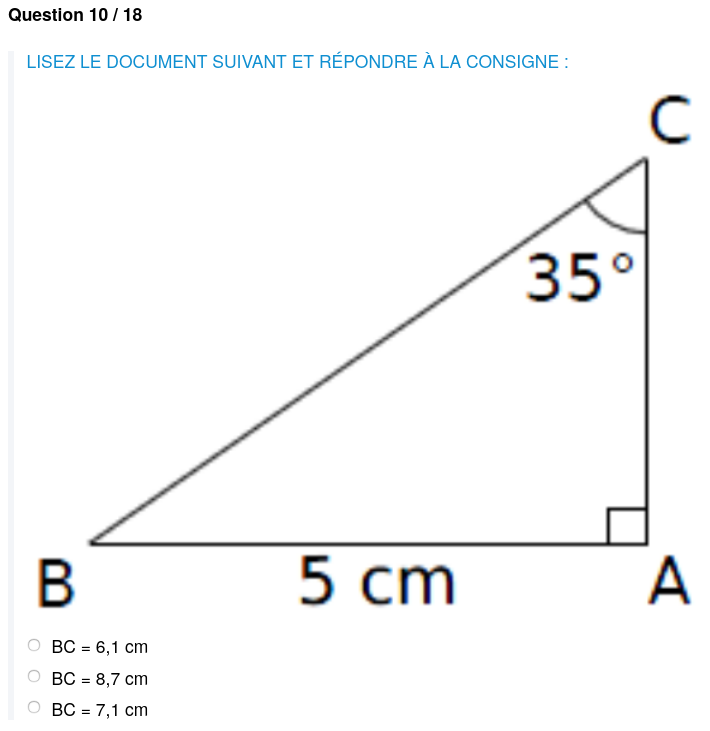 Question 10 / 18
LISEZ LE DOCUMENT SUIVANT ET RÉPONDRE À LA CONSIGNE :
C
35°
B
5 cm
A
BC = 6,1 cm
BC = 8,7 cm
BC = 7,1 cm